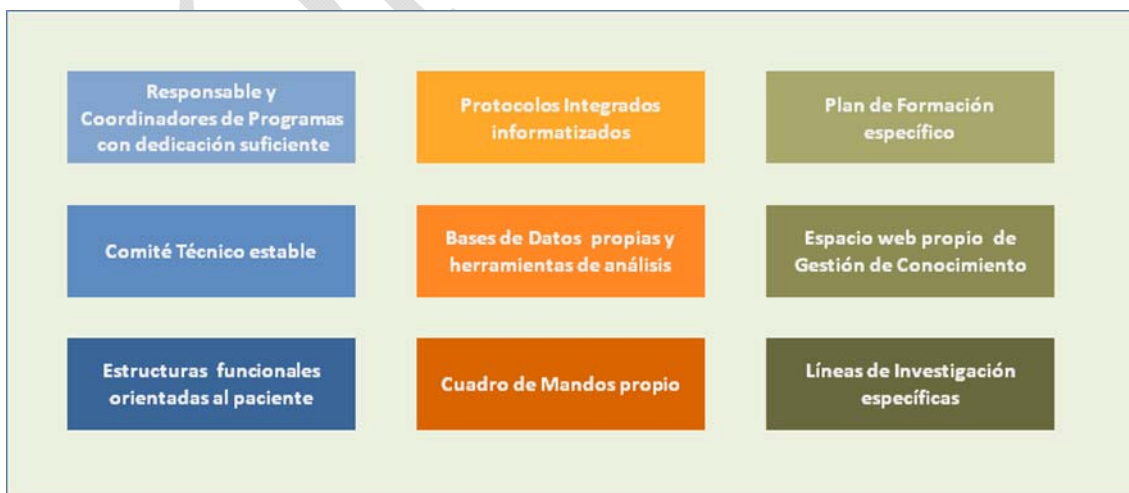 Responsable y
Coordinadores de Programas
con dedicación suficiente
Protocolos Integrados
informatizados
Plan de Formación
específico
Comité Técnico estable
Bases de Datos propias y
herramientas de análisis
Espacio web propio de
Gestión de Conocimiento
Estructuras funcionales
orientadas al paciente
Cuadro de Mandos propio
Líneas de Investigación
específicas